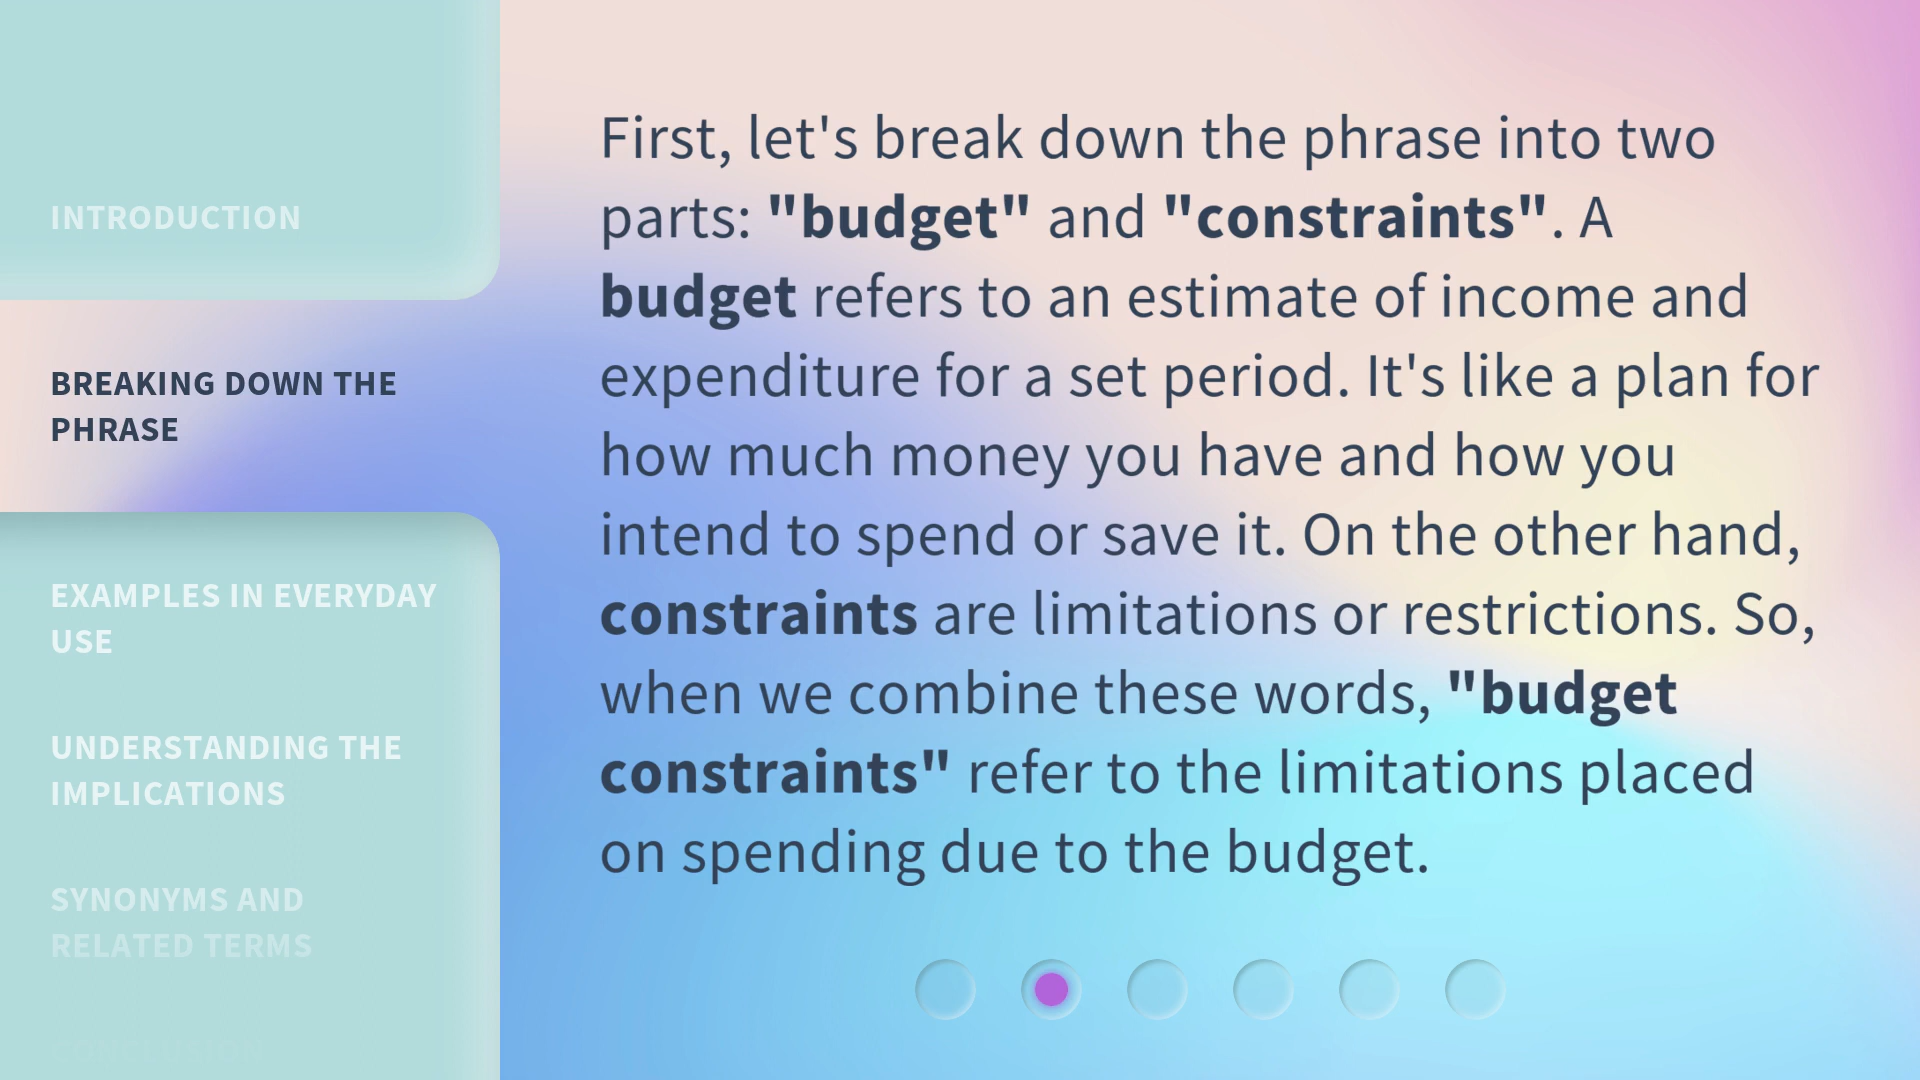 INTRODUCTION
BREAKING DOWN THE
PHRASE
EXAMPLES IN EVERYDAY
USE
UNDERSTANDING THE
IMPLICATIONS
SYNONYMS AND
RELATED TERMS
CONCLUSION
First, let's break down the phrase into two
parts: "budget" and "constraints". A
budget refers to an estimate of income and
expenditure for a set period. It's like a plan for
how much money you have and how you
intend to spend or save it. On the other hand,
constraints are limitations or restrictions. So,
when we combine these words, "budget
constraints" refer to the limitations placed
on spending due to the budget.